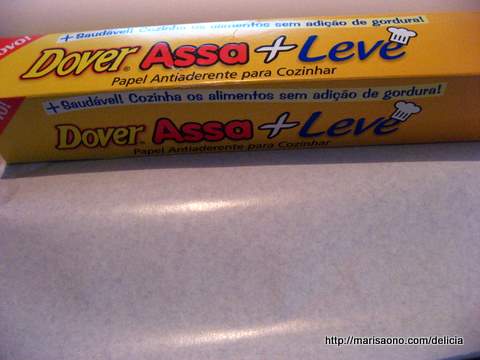 NOVO!
+ Saudável! Cozinha os alimentos sem adição de gordura!
Dover® Assa + Leve
Papel Antiaderente para Cozinhar
+ Saudável! Cozinha os alimentos sem adição de gordura!
Dover® Assa + Leve
Papel Antiaderente para Cozinhar
http://marisaono.com/delicia